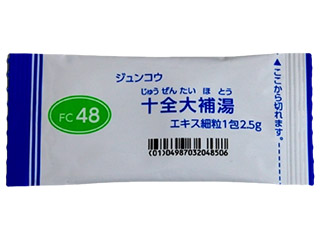 ジュンコウ
じゅう ぜん たい ほ とう
FC 48
十全大補湯
エキス細粒1包2.5g
(01)04987032048506
▲ここから切れます。